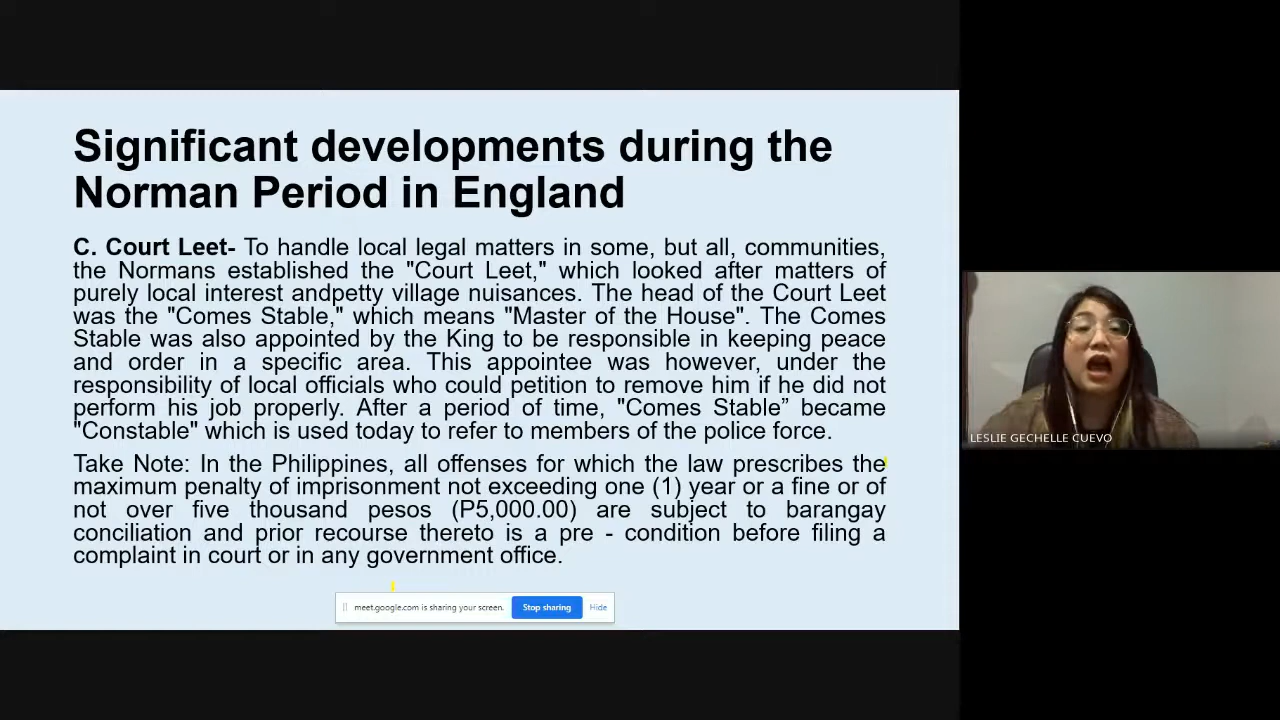 Significant developments during the
Norman Period in England
C. Court Leet- To handle local legal matters in some, but all, communities,
the Normans established the "Court Leet," which looked after matters of
purely local interest andpetty village nuisances. The head of the Court Leet
was the "Comes Stable," which means "Master of the House". The Comes
Stable was also appointed by the King to be responsible in keeping peace
and order in a specific area. This appointee was however, under the
responsibility of local officials who could petition to remove him if he did not
perform his job properly. After a period of time, "Comes Stable” became
"Constable" which is used today to refer to members of the police force.
Take Note: In the Philippines, all offenses for which the law prescribes the
maximum penalty of imprisonment not exceeding one (1) year or a fine or of
not over five thousand pesos (P5,000.00) are subject to barangay
conciliation and prior recourse thereto is a pre - condition before filing a
complaint in court or in any government office.
meet.google.com is sharing your screen. Stop sharing Hide
LESLIE GECHELLE CUEVO